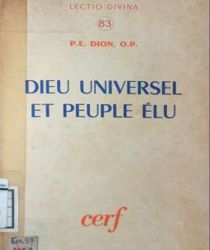 LECTIO DIVINA
83
P.E. DION, O.P.
DIEU UNIVERSEL
ET PEUPLE ÉLU
cerf